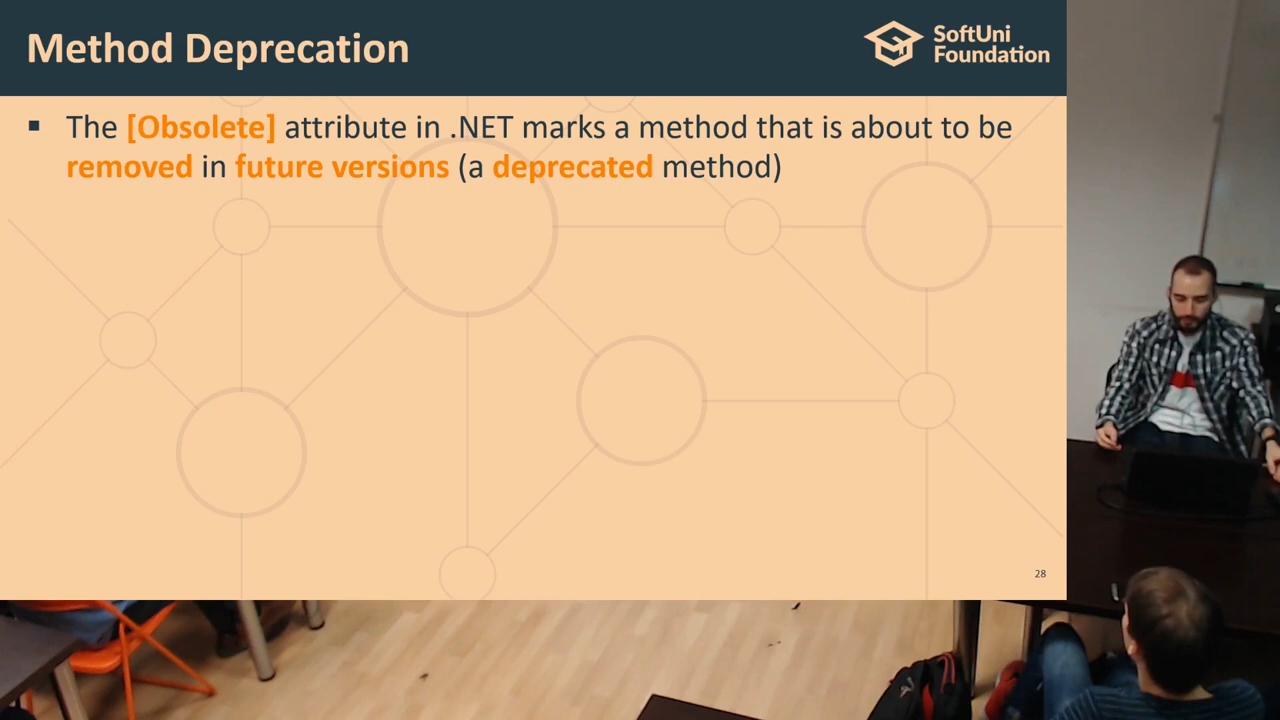 Method Deprecation
SoftUni
Foundation
▪ The [Obsolete] attribute in .NET marks a method that is about to be
removed in future versions (a deprecated method)
28